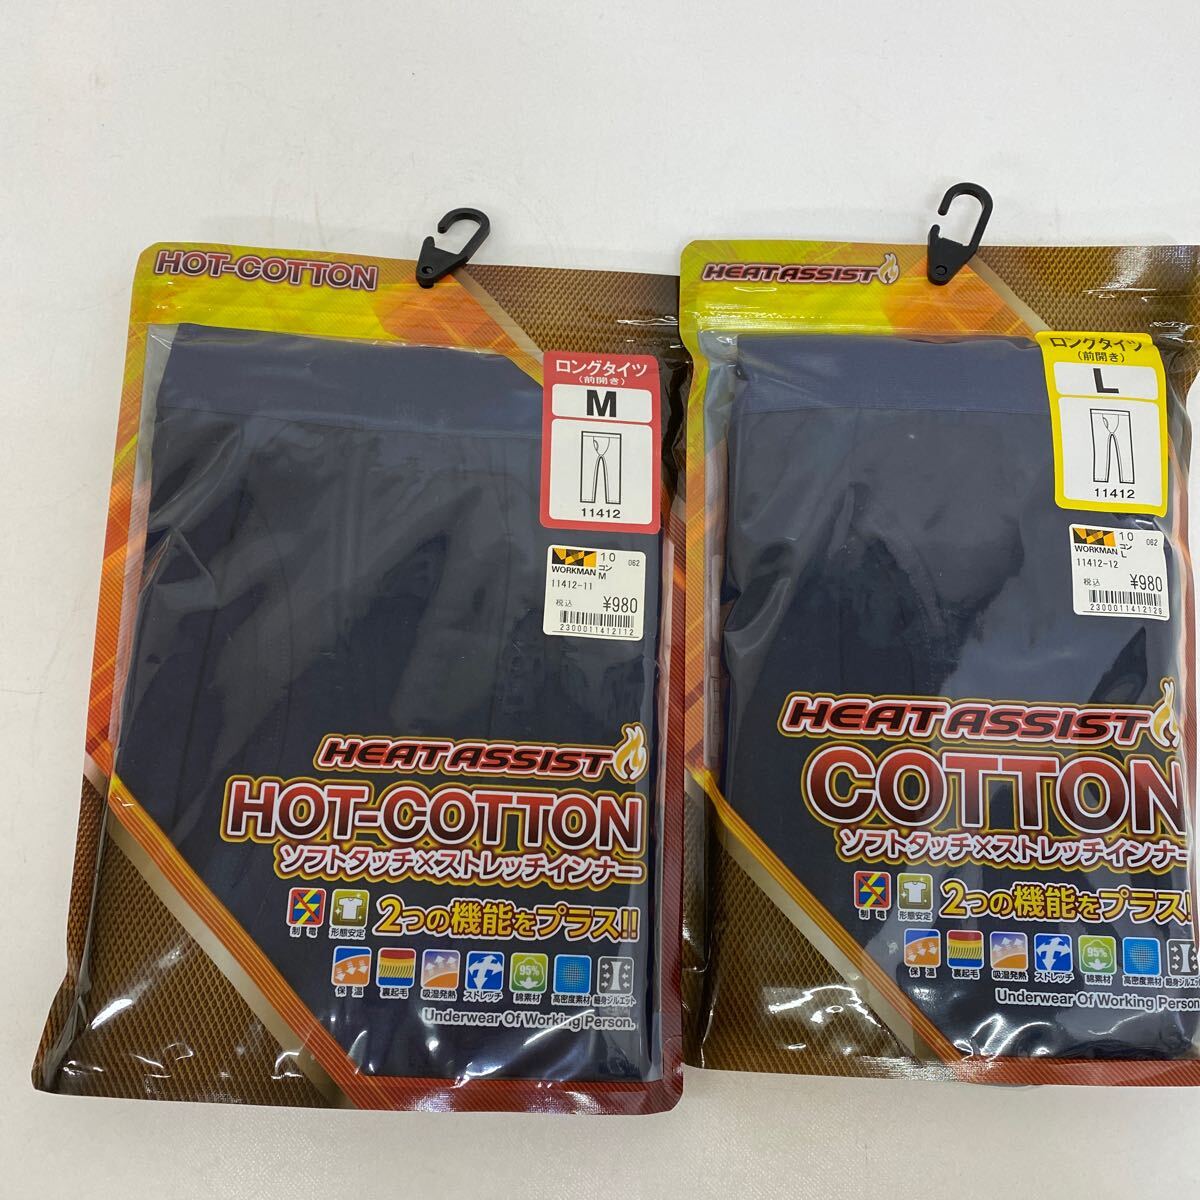 HOT-COTTON
ロングタイツ
(前開き)
M
11412
WORKMAN
10
コン
M
062
11412-11
税込
¥980
2300011412112
HEAT ASSIST
HOT-COTTON
ソフトタッチ×ストレッチインナー
制電
形態安定
2つの機能をプラス!!
保温
裏起毛
吸湿発熱
ストレッチ
95%
綿素材
高密度素材
細身シルエット
Underwear Of Working Person.
HEAT ASSIST
ロングタイツ
(前開き)
L
11412
WORKMAN
10
コン
L
062
11412-12
税込
¥980
2300011412129
HEAT ASSIST
COTTON
ソフトタッチ×ストレッチインナー
制電
形態安定
2つの機能をプラス!
保温
裏起毛
吸湿発熱
ストレッチ
95%
綿素材
高密度素材
細身シルエット
Underwear Of Working Person.